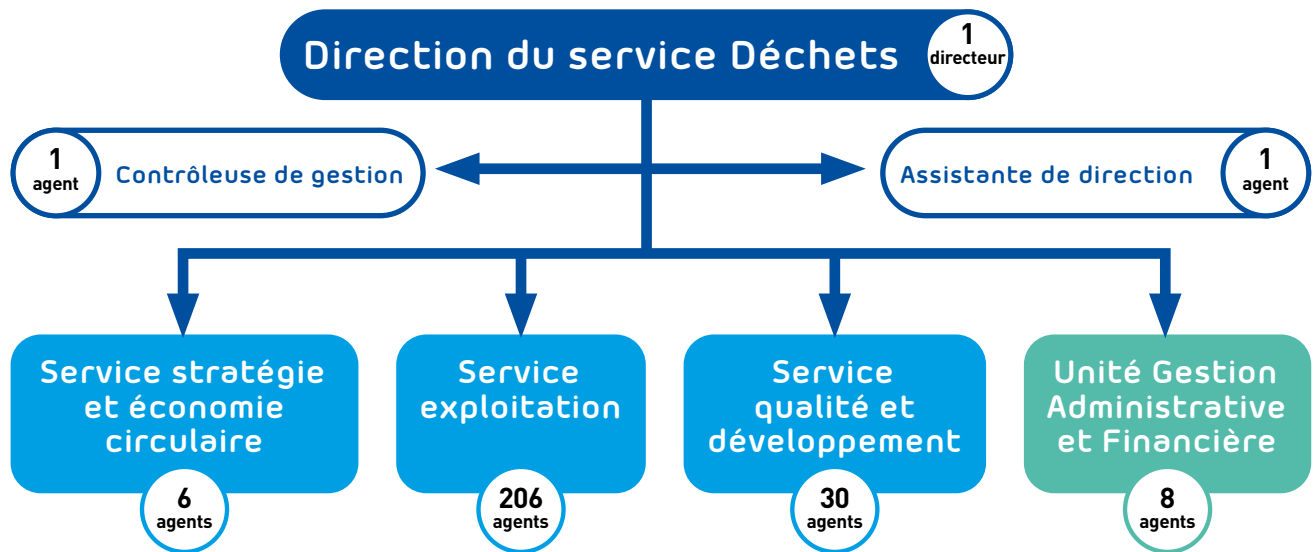 Direction du service Déchets
1
directeur
1
agent
Contrôleuse de gestion
Assistante de direction
1
agent
Service stratégie
et économie
circulaire
6
agents
Service
exploitation
206
agents
Service
qualité et
développement
30
agents
Unité Gestion
Administrative
et Financière
8
agents